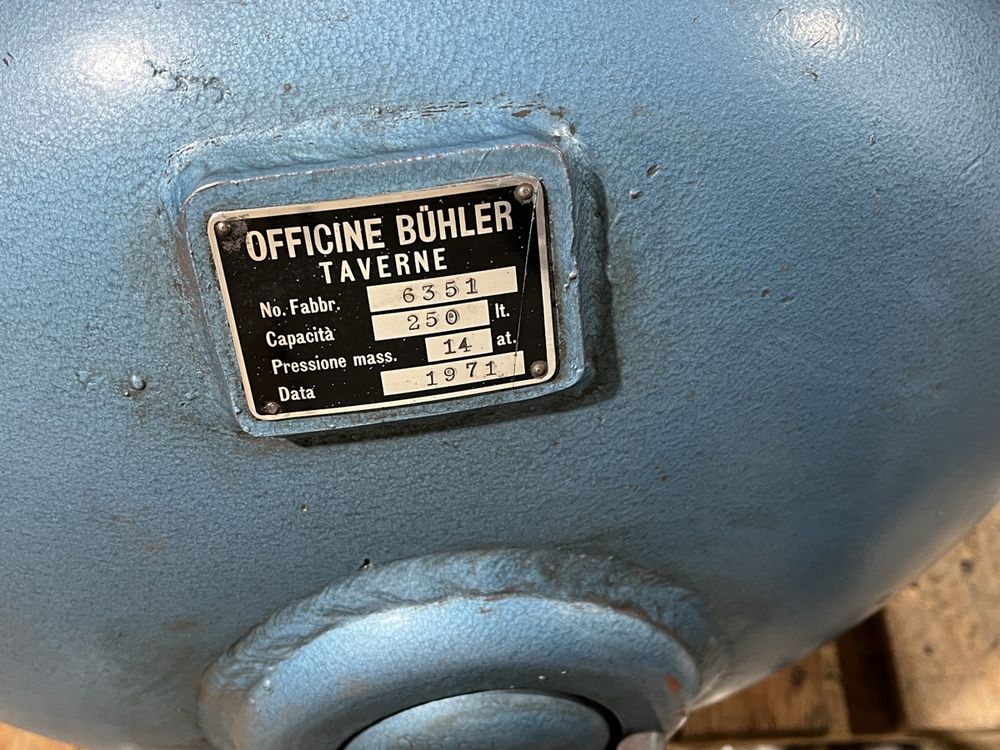 OFFICINE BÜHLER
TAVERNE
No. Fabbr. 6351
Capacità 250 lt.
Pressione mass. 14 at.
Data 1971